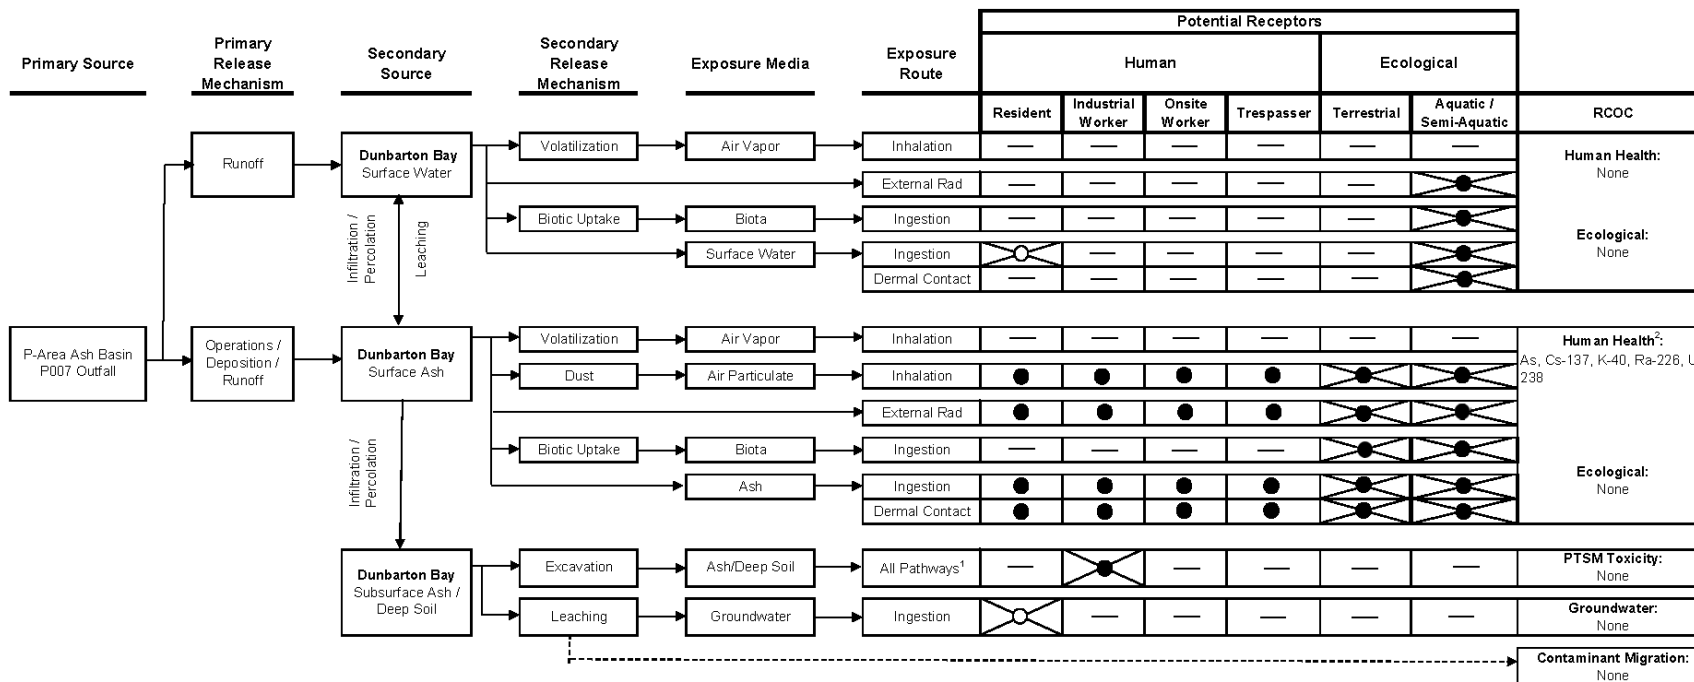 Potential Receptors
Primary Source
Primary
Release
Mechanism
Secondary
Source
Secondary
Release
Mechanism
Exposure Media
Exposure
Route
Human
Ecological
Resident
Industrial
Worker
Onsite
Worker
Trespasser
Terrestrial
Aquatic /
Semi-Aquatic
RCOC
Runoff
Dunbarton Bay
Surface Water
Volatilization
Air Vapor
Inhalation
— — — — — —
External Rad
— — — — —
Biotic Uptake
Biota
Ingestion
— — — — —
Surface Water
Ingestion
— — — —
Dermal Contact
— — — — —
Human Health:
None
Ecological:
None
Infiltration /
Percolation
Leaching
P-Area Ash Basin
P007 Outfall
Operations /
Deposition /
Runoff
Dunbarton Bay
Surface Ash
Volatilization
Air Vapor
Inhalation
— — — — — —
Dust
Air Particulate
Inhalation
External Rad
Biotic Uptake
Biota
Ingestion
— — — —
Ash
Ingestion
Dermal Contact
Human Health²:
As, Cs-137, K-40, Ra-226, U
238
Ecological:
None
Infiltration /
Percolation
Dunbarton Bay
Subsurface Ash /
Deep Soil
Excavation
Ash/Deep Soil
All Pathways¹
— — — — —
PTSM Toxicity:
None
Leaching
Groundwater
Ingestion
— — — — —
Groundwater:
None
Contaminant Migration:
None